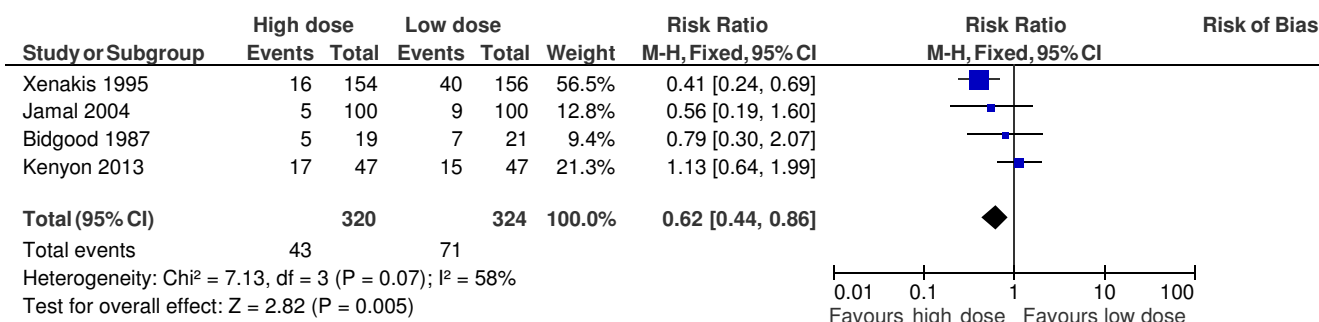 High dose Low dose Risk Ratio Risk Ratio Risk of Bias
Study or Subgroup Events Total Events Total Weight M-H, Fixed, 95% CI M-H, Fixed, 95% CI
Xenakis 1995 16 154 40 156 56.5% 0.41 [0.24, 0.69]
Jamal 2004 5 100 9 100 12.8% 0.56 [0.19, 1.60]
Bidgood 1987 5 19 7 21 9.4% 0.79 [0.30, 2.07]
Kenyon 2013 17 47 15 47 21.3% 1.13 [0.64, 1.99]
Total (95% CI) 320 324 100.0% 0.62 [0.44, 0.86]
Total events 43 71
Heterogeneity: Chi² = 7.13, df = 3 (P = 0.07); I² = 58%
Test for overall effect: Z = 2.82 (P = 0.005)
0.01 0.1 1 10 100
Favours high dose Favours low dose